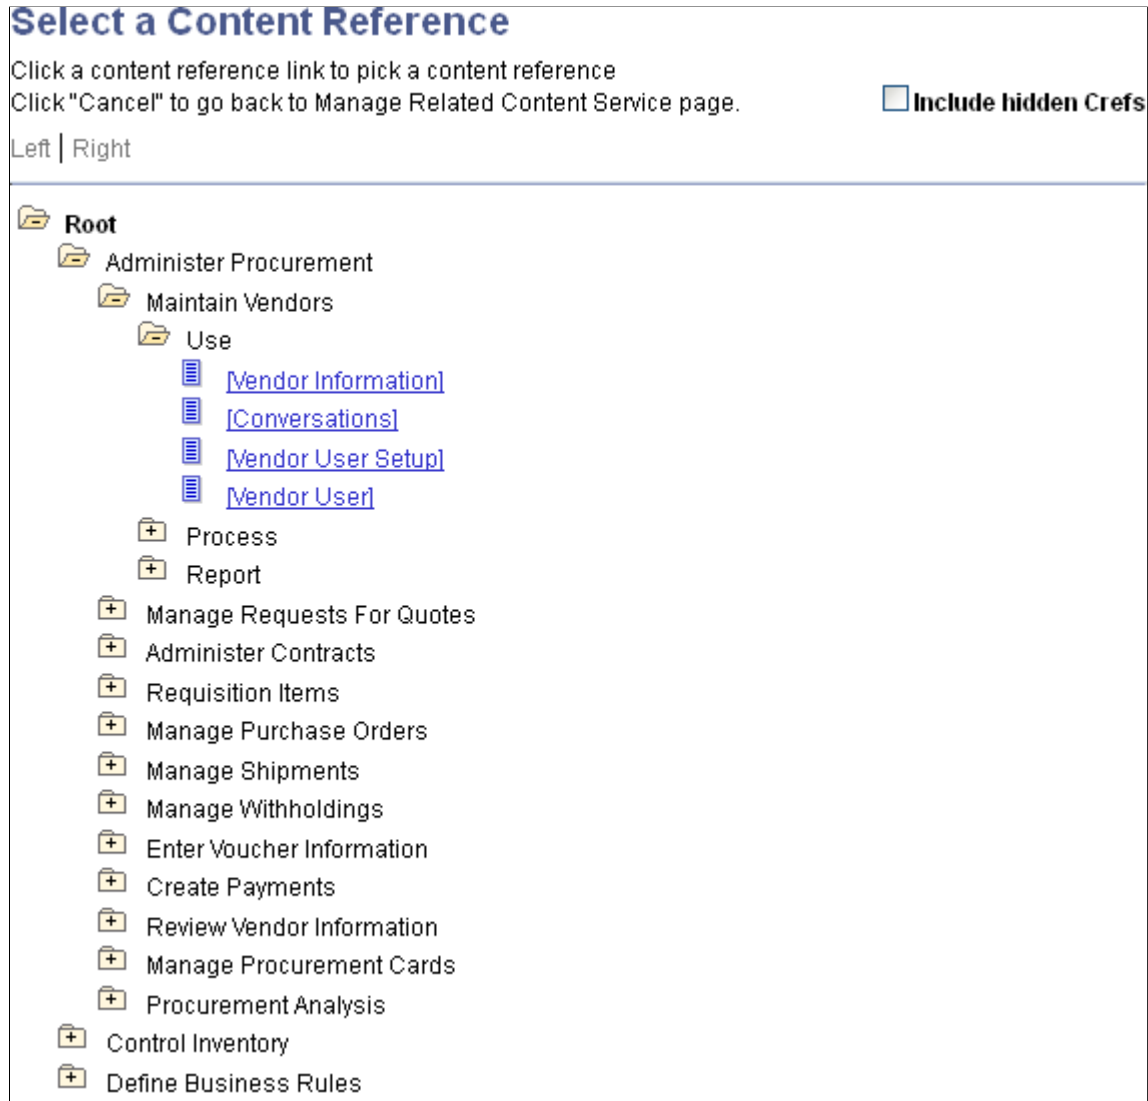 Select a Content Reference
Click a content reference link to pick a content reference
Click "Cancel" to go back to Manage Related Content Service page.
Include hidden Crefs
Left | Right
Root
Administer Procurement
Maintain Vendors
Use
[Vendor Information]
[Conversations]
[Vendor User Setup]
[Vendor User]
Process
Report
Manage Requests For Quotes
Administer Contracts
Requisition Items
Manage Purchase Orders
Manage Shipments
Manage Withholdings
Enter Voucher Information
Create Payments
Review Vendor Information
Manage Procurement Cards
Procurement Analysis
Control Inventory
Define Business Rules